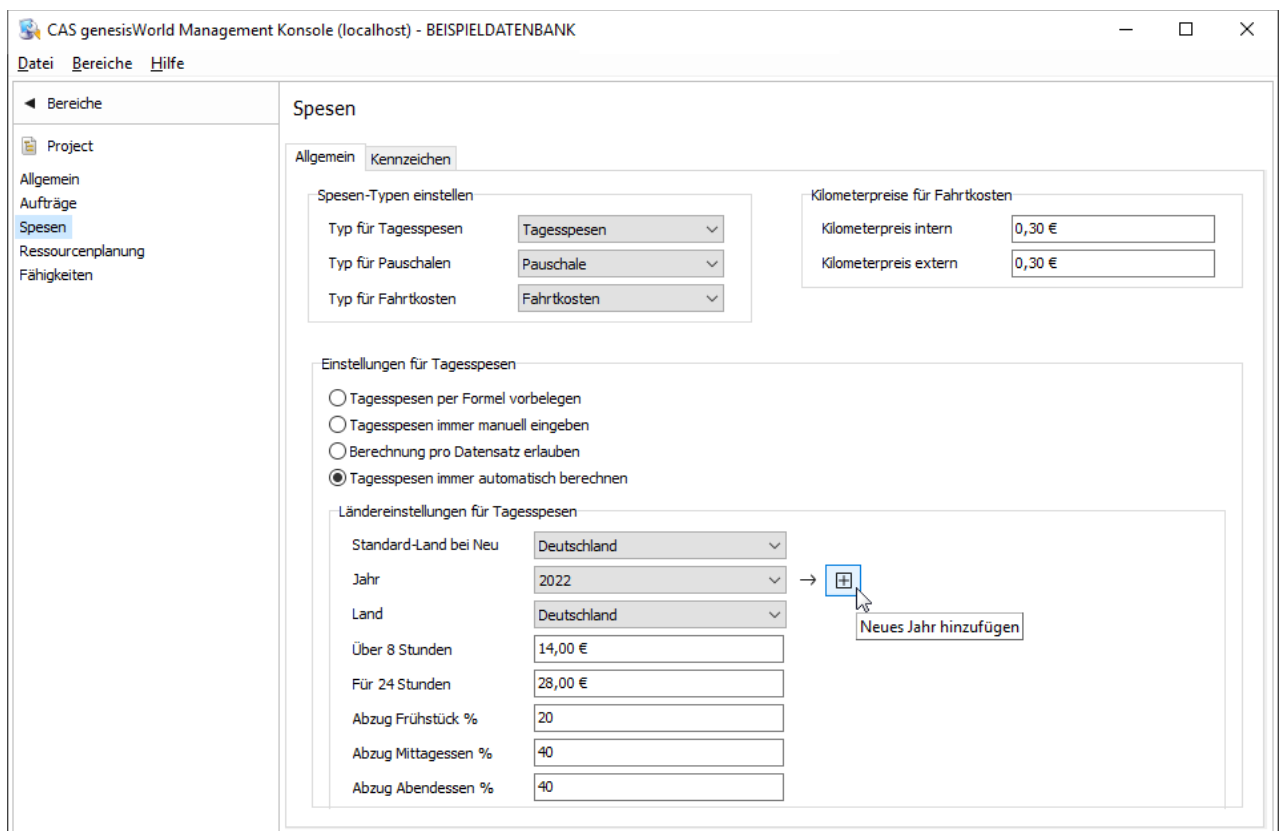 CAS genesisWorld Management Konsole (localhost) - BEISPIELDATENBANK
Datei Bereiche Hilfe
Bereiche
Project
Allgemein
Aufträge
Spesen
Ressourcenplanung
Fähigkeiten
Spesen
Allgemein Kennzeichen
Spesen-Typen einstellen
Typ für Tagesspesen Tagesspesen
Typ für Pauschalen Pauschale
Typ für Fahrtkosten Fahrtkosten
Kilometerpreise für Fahrtkosten
Kilometerpreis intern 0,30 €
Kilometerpreis extern 0,30 €
Einstellungen für Tagesspesen
Tagesspesen per Formel vorbelegen
Tagesspesen immer manuell eingeben
Berechnung pro Datensatz erlauben
Tagesspesen immer automatisch berechnen
Ländereinstellungen für Tagesspesen
Standard-Land bei Neu Deutschland
Jahr 2022 →
Neues Jahr hinzufügen
Land Deutschland
Über 8 Stunden 14,00 €
Für 24 Stunden 28,00 €
Abzug Frühstück % 20
Abzug Mittagessen % 40
Abzug Abendessen % 40